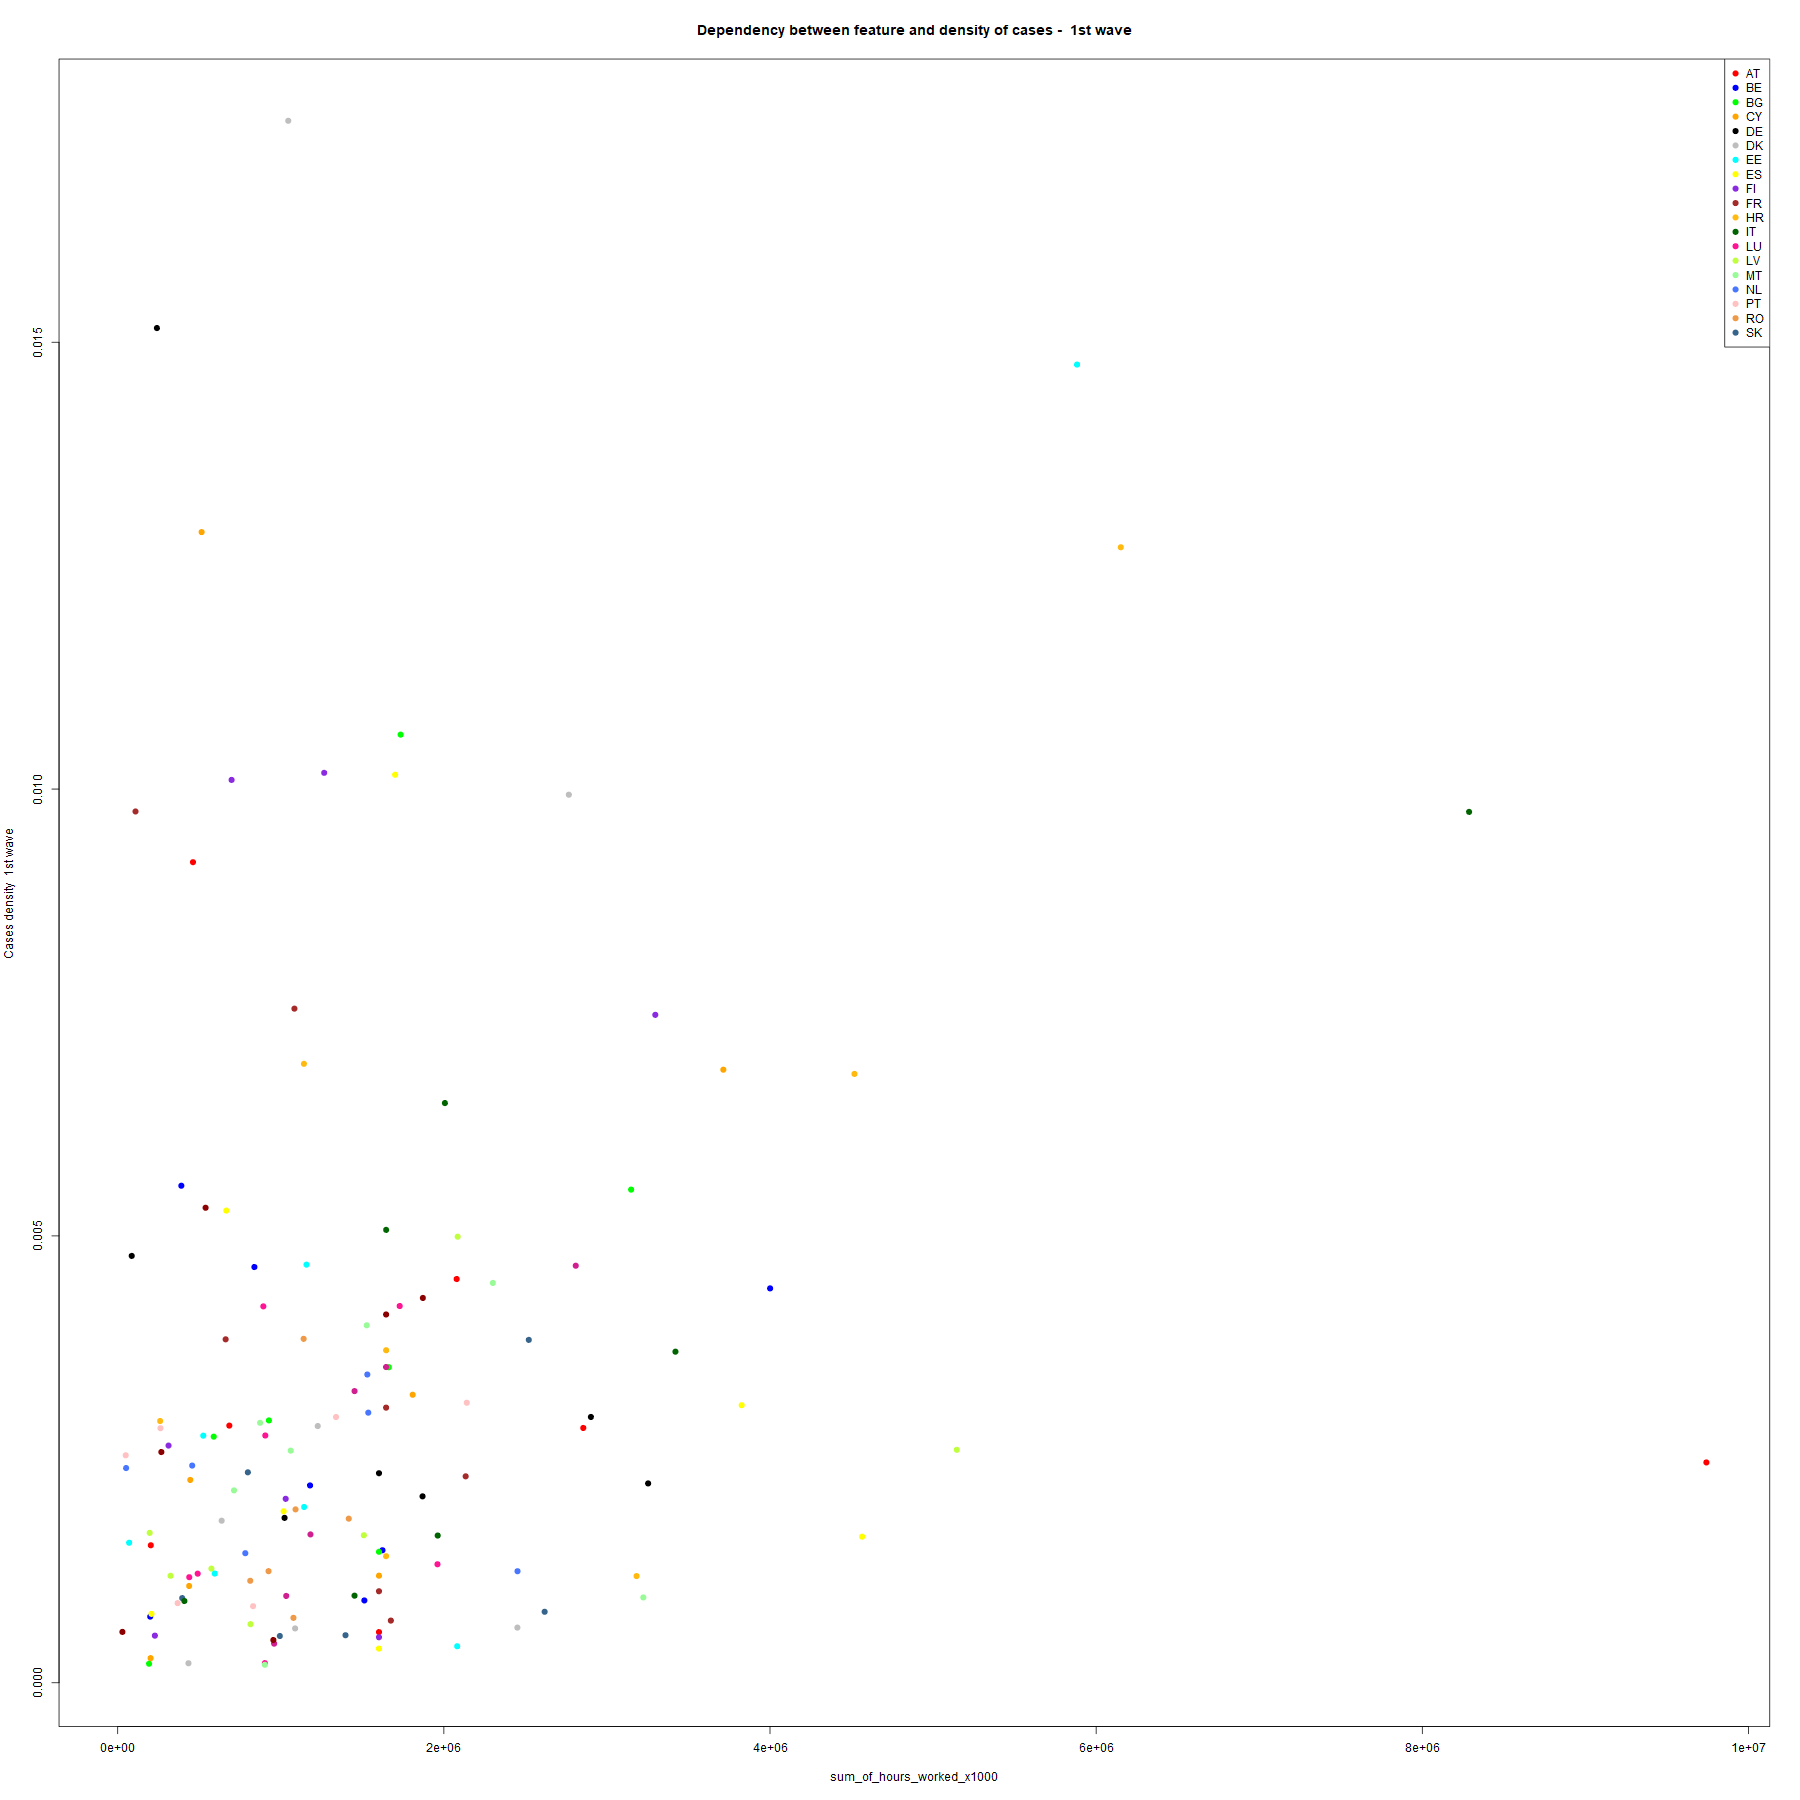 Dependency between feature and density of cases -  1st wave
AT
BE
BG
CY
DE
DK
EE
ES
FI
FR
HR
IT
LU
LV
MT
NL
PT
RO
SK
0.015
0.010
0.005
0.000
Cases density  1st wave
0e+00
2e+06
4e+06
6e+06
8e+06
1e+07
sum_of_hours_worked_x1000